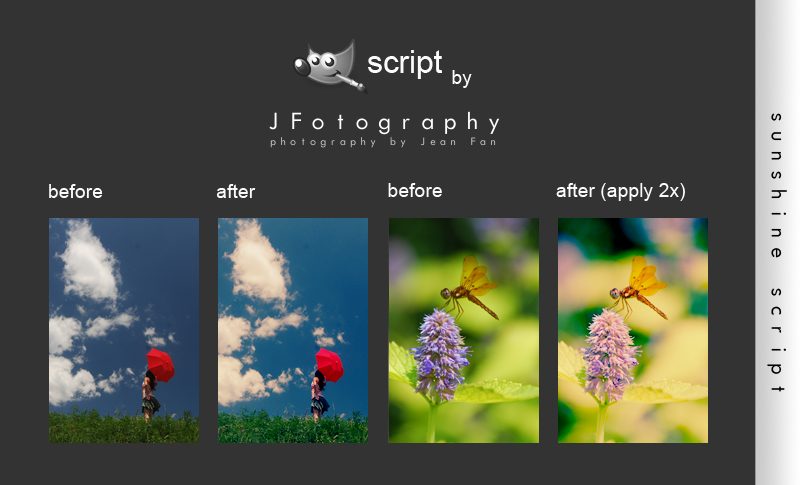 script by
JFotography
photography by Jean Fan
before
after
before
after (apply 2x)
sunshine script